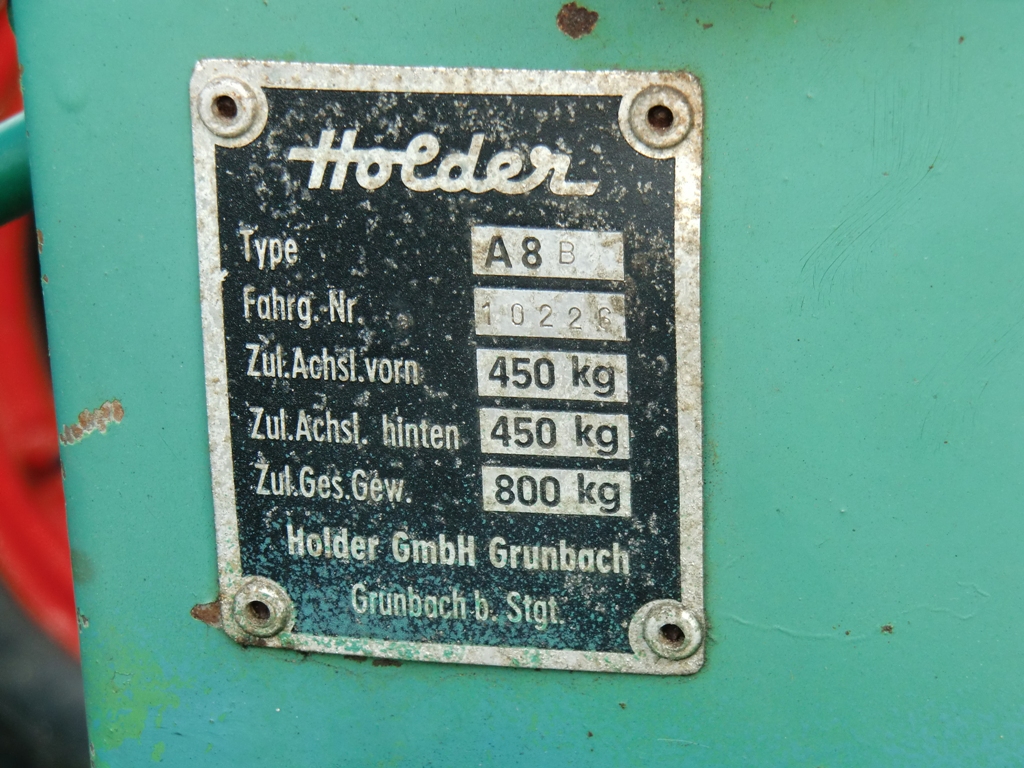 Holder
Type A8 B
Fahrg.-Nr. 10226
Zul.Achsl.vorn 450 kg
Zul.Achsl. hinten 450 kg
Zul.Ges.Gew. 800 kg
Holder GmbH Grunbach
Grunbach b. Stgt.